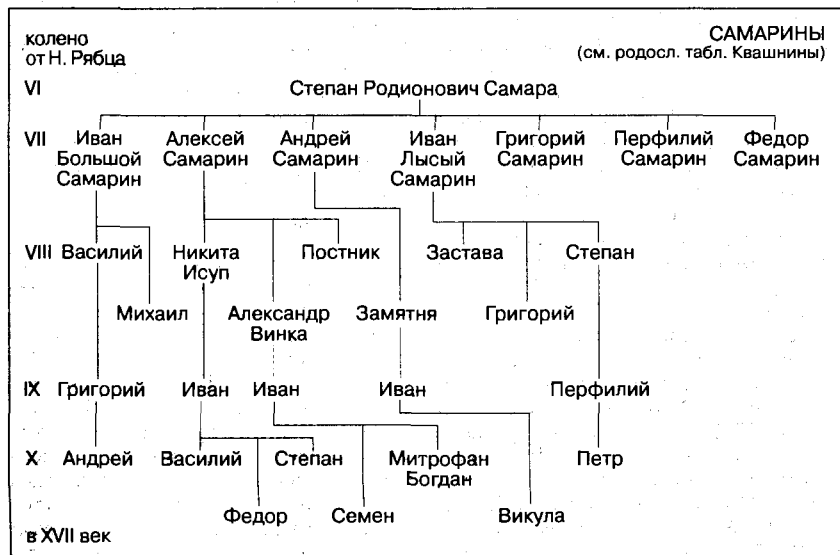 колено
от Н. Рябца
САМАРИНЫ
(см. родосл. табл. Квашнины)
VI Степан Родионович Самара
VII Иван Алексей Андрей Иван Григорий Перфилий Федор
Большой Самарин Самарин Лысый Самарин Самарин Самарин
Самарин Самарин
VIII Василий Никита Постник Застава Степан
Исуп
Михаил Александр Замятня Григорий
Винка
IX Григорий Иван Иван Иван Перфилий
X Андрей Василий Степан Митрофан Петр
Богдан
Федор Семен Викула
в XVII век